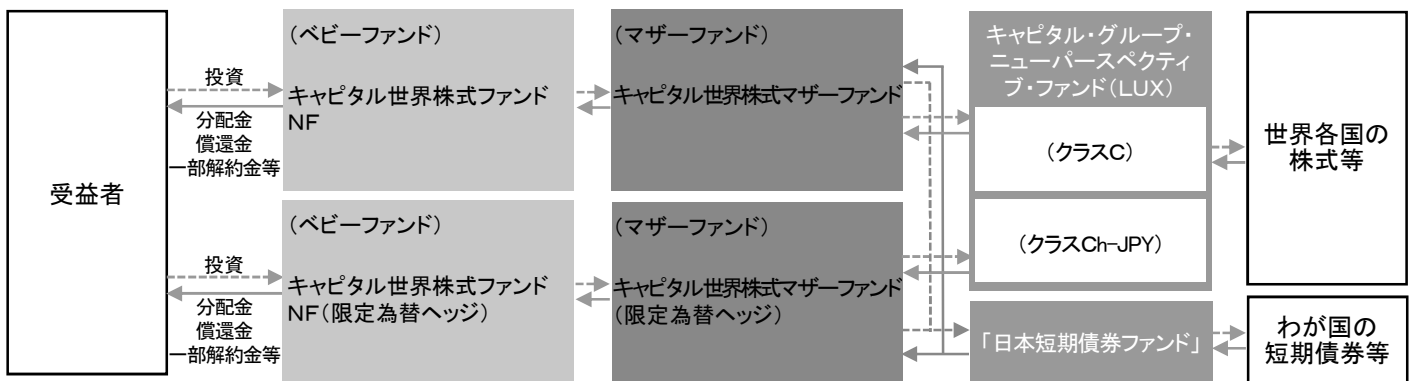 受益者
投資
分配金
償還金
一部解約金等
投資
分配金
償還金
一部解約金等
（ベビーファンド）
キャピタル世界株式ファンド
NF
（ベビーファンド）
キャピタル世界株式ファンド
NF（限定為替ヘッジ）
（マザーファンド）
キャピタル世界株式マザーファンド
（マザーファンド）
キャピタル世界株式マザーファンド
（限定為替ヘッジ）
キャピタル・グループ・
ニューパースペクティ
ブ・ファンド（LUX）
（クラスC）
（クラスCh-JPY）
「日本短期債券ファンド」
世界各国の
株式等
わが国の
短期債券等